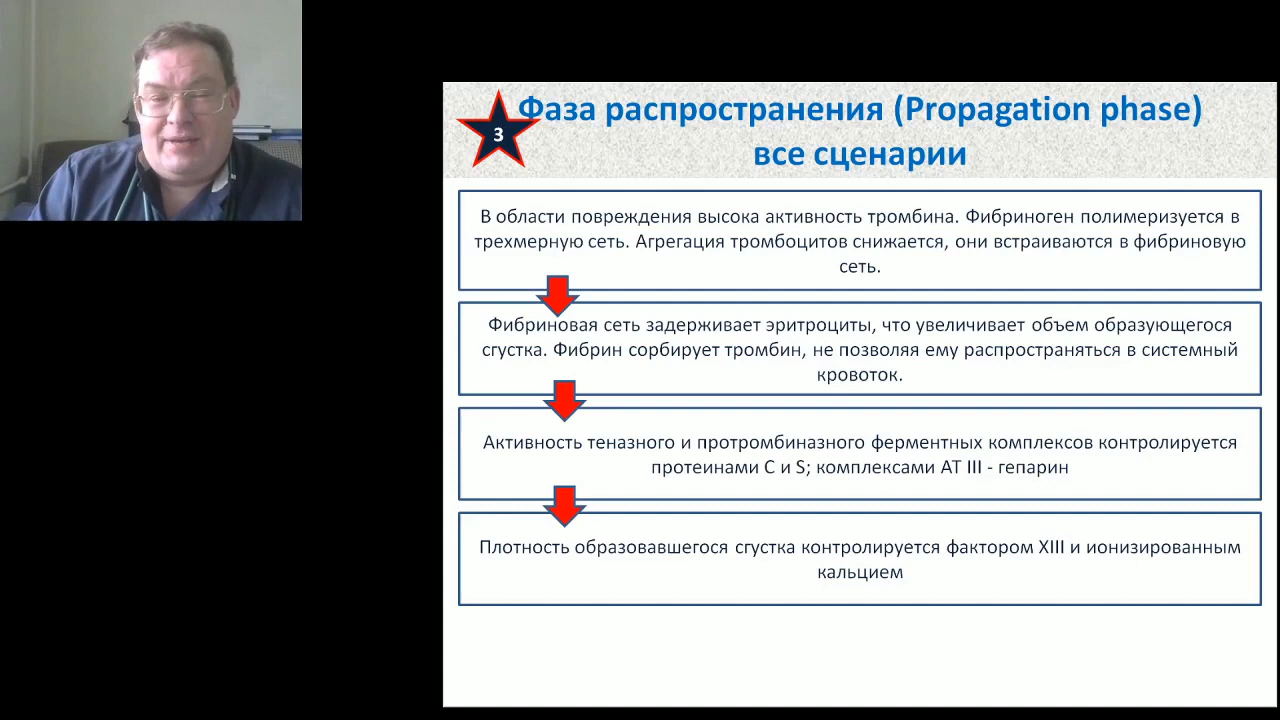 3
Фаза распространения (Propagation phase)
все сценарии
В области повреждения высока активность тромбина. Фибриноген полимеризуется в
трехмерную сеть. Агрегация тромбоцитов снижается, они встраиваются в фибриновую
сеть.
Фибриновая сеть задерживает эритроциты, что увеличивает объем образующегося
сгустка. Фибрин сорбирует тромбин, не позволяя ему распространяться в системный
кровоток.
Активность теназного и протромбиназного ферментных комплексов контролируется
протеинами С и S; комплексами АТ III - гепарин
Плотность образовавшегося сгустка контролируется фактором XIII и ионизированным
кальцием